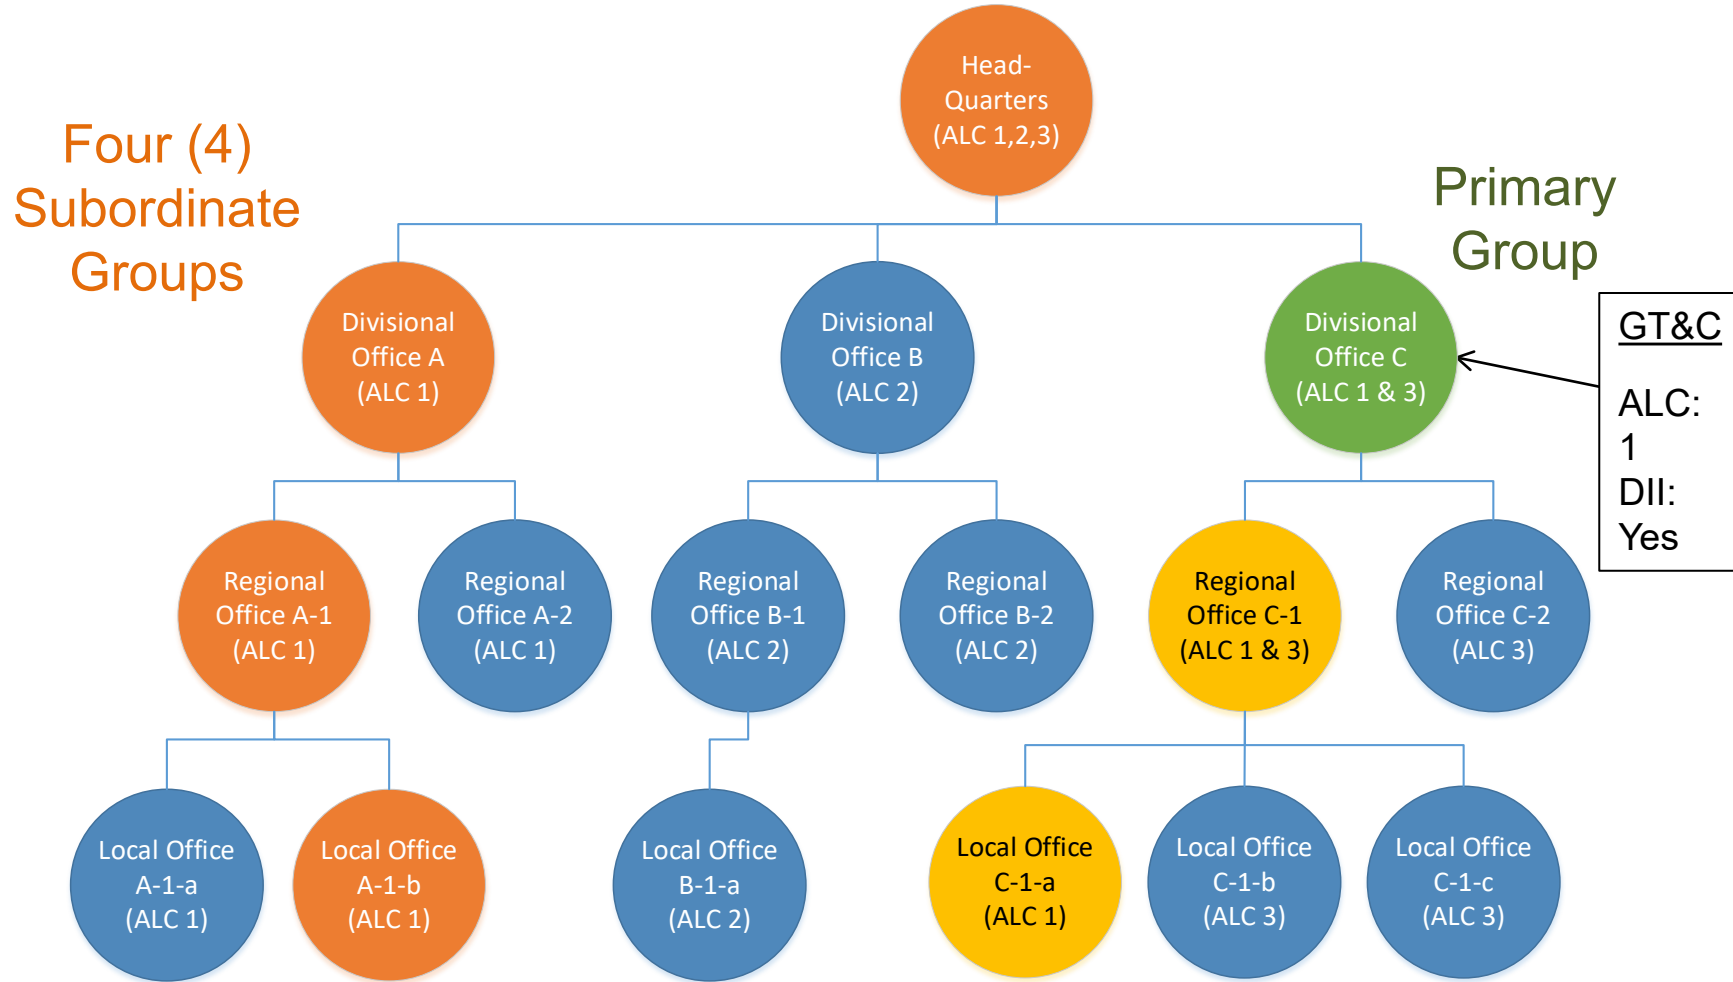 Head-
Quarters
(ALC 1,2,3)
Four (4)
Subordinate
Groups
Primary
Group
Divisional
Office A
(ALC 1)
Divisional
Office B
(ALC 2)
Divisional
Office C
(ALC 1 & 3)
GT&C
ALC:
1
DII:
Yes
Regional
Office A-1
(ALC 1)
Regional
Office A-2
(ALC 1)
Regional
Office B-1
(ALC 2)
Regional
Office B-2
(ALC 2)
Regional
Office C-1
(ALC 1 & 3)
Regional
Office C-2
(ALC 3)
Local Office
A-1-a
(ALC 1)
Local Office
A-1-b
(ALC 1)
Local Office
B-1-a
(ALC 2)
Local Office
C-1-a
(ALC 1)
Local Office
C-1-b
(ALC 3)
Local Office
C-1-c
(ALC 3)